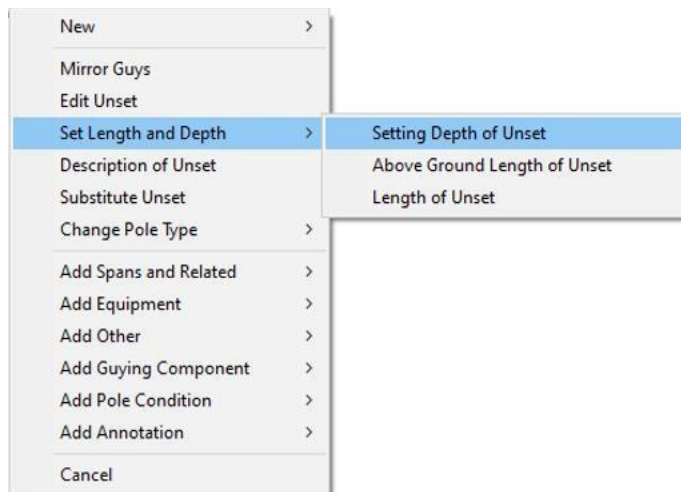 New
Mirror Guys
Edit Unset
Set Length and Depth
Setting Depth of Unset
Description of Unset
Above Ground Length of Unset
Substitute Unset
Length of Unset
Change Pole Type
Add Spans and Related
Add Equipment
Add Other
Add Guying Component
Add Pole Condition
Add Annotation
Cancel